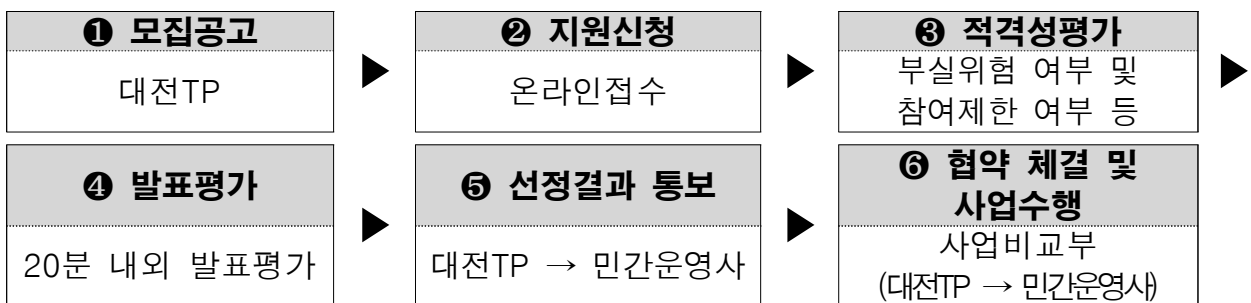 ❶ 모집공고
대전TP
▶
❷ 지원신청
온라인접수
▶
❸ 적격성평가
부실위험 여부 및
참여제한 여부 등
▶
❹ 발표평가
20분 내외 발표평가
▶
❺ 선정결과 통보
대전TP → 민간운영사
▶
❻ 협약 체결 및
사업수행
사업비교부
(대전TP → 민간운영사)